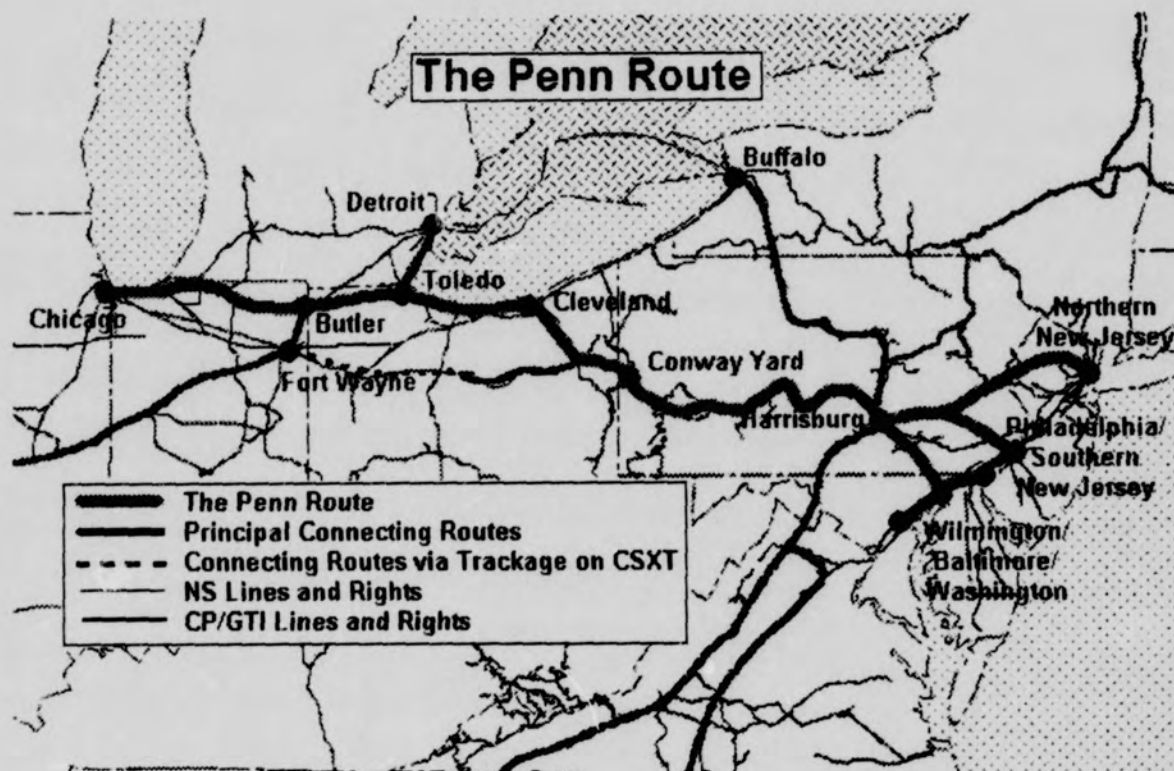 The Penn Route
Buffalo
Detroit
Toledo
Cleveland
Chicago
Butler
Northern
New Jersey
Fort Wayne
Conway Yard
Harrisburg
Philadelphia/
Southern
New Jersey
Wilmington/
Baltimore/
Washington
The Penn Route
Principal Connecting Routes
Connecting Routes via Trackage on CSXT
NS Lines and Rights
CP/GTI Lines and Rights